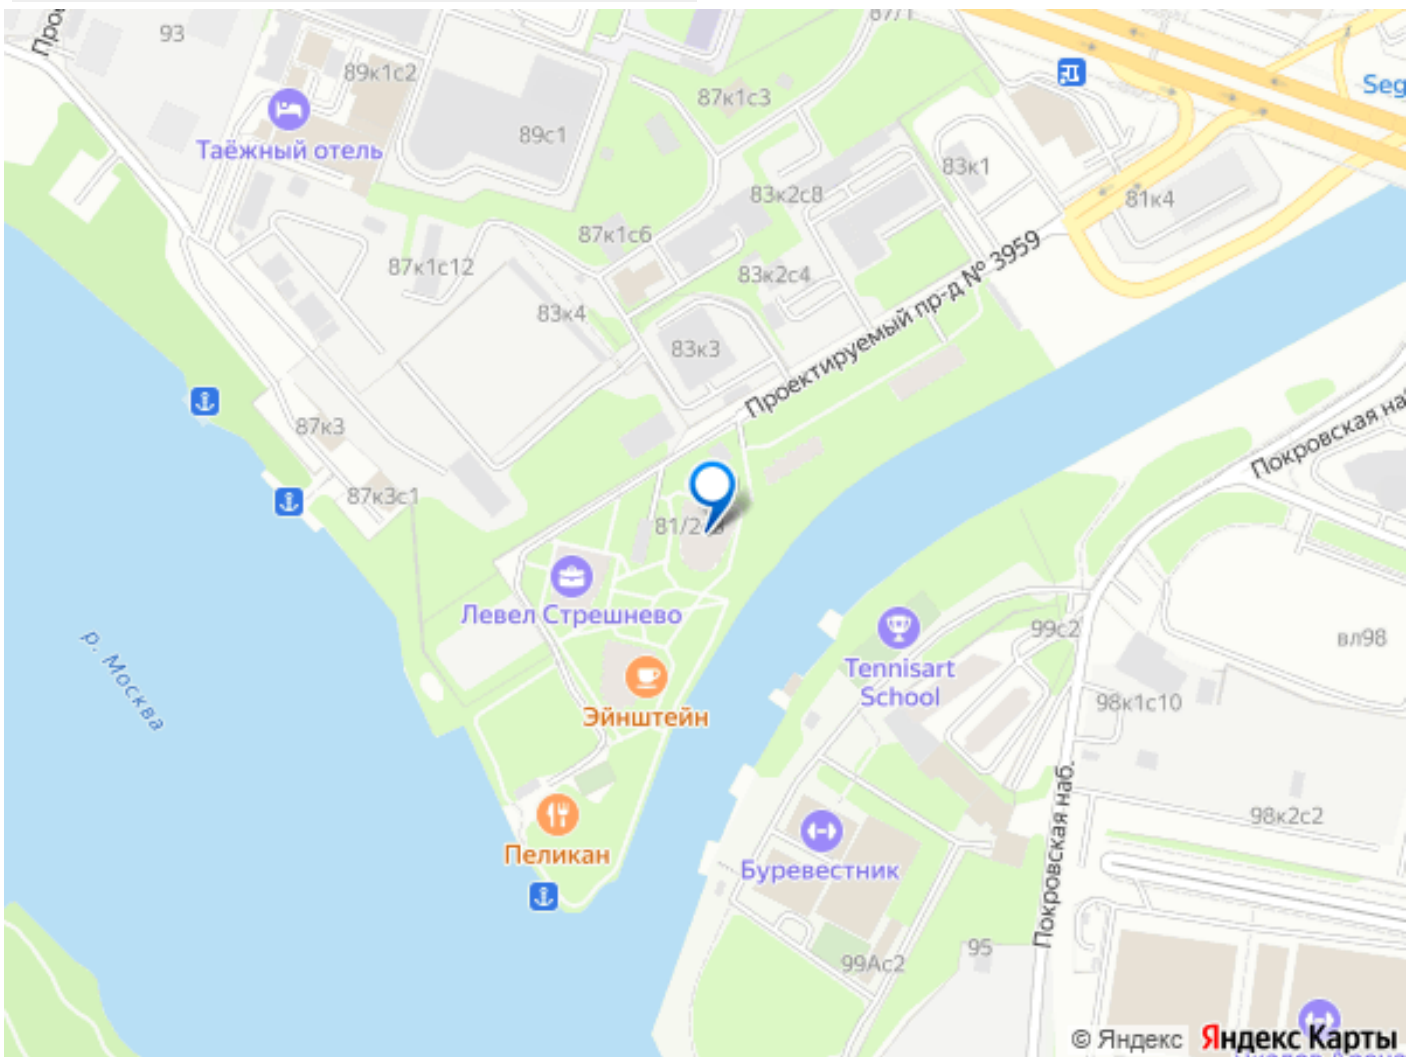 93
87/1
89к1с2
Seg
87к1с3
89с1
Таёжный отель
83к1
83к2с8
81к4
87к1с6
87к1с12
83к2с4
83к4
Проектируемый пр-д № 3959
83к3
87к3
Покровская на
87к3с1
81/2
Левел Стрешнево
р. Москва
99с2
вл98
Tennisart
School
Эйнштейн
98к1с10
98к2с2
Пеликан
Буревестник
Покровская наб.
95
99Ас2
© Яндекс
Яндекс Карты